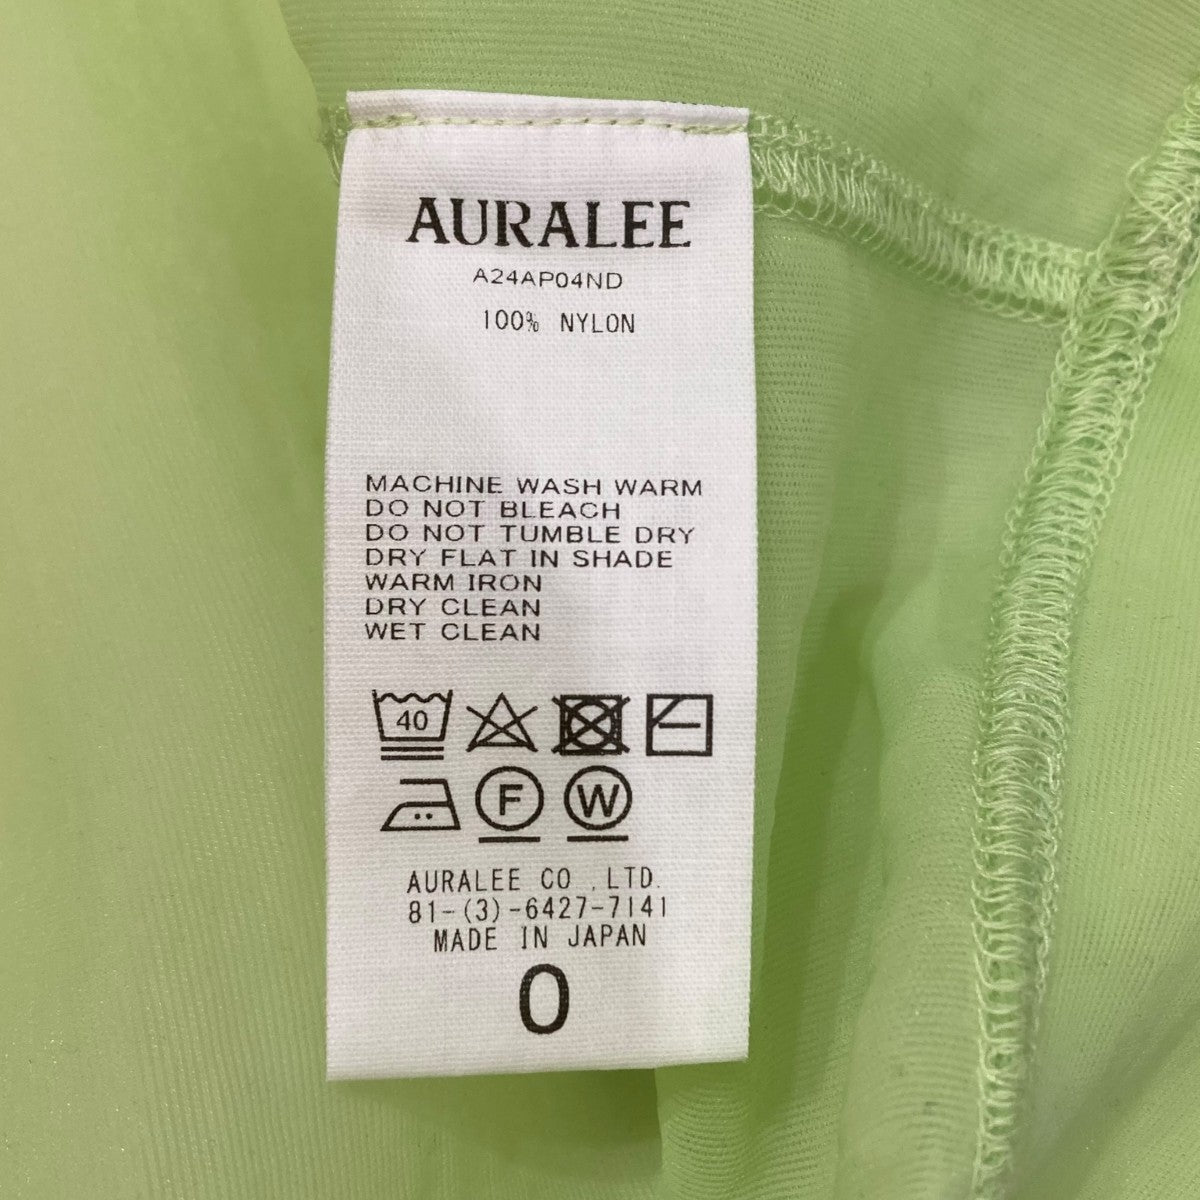 AURALEE
A24AP04ND
100% NYLON
MACHINE WASH WARM
DO NOT BLEACH
DO NOT TUMBLE DRY
DRY FLAT IN SHADE
WARM IRON
DRY CLEAN
WET CLEAN
40
F W
AURALEE CO ,LTD.
81-(3)-6427-7141
MADE IN JAPAN
0